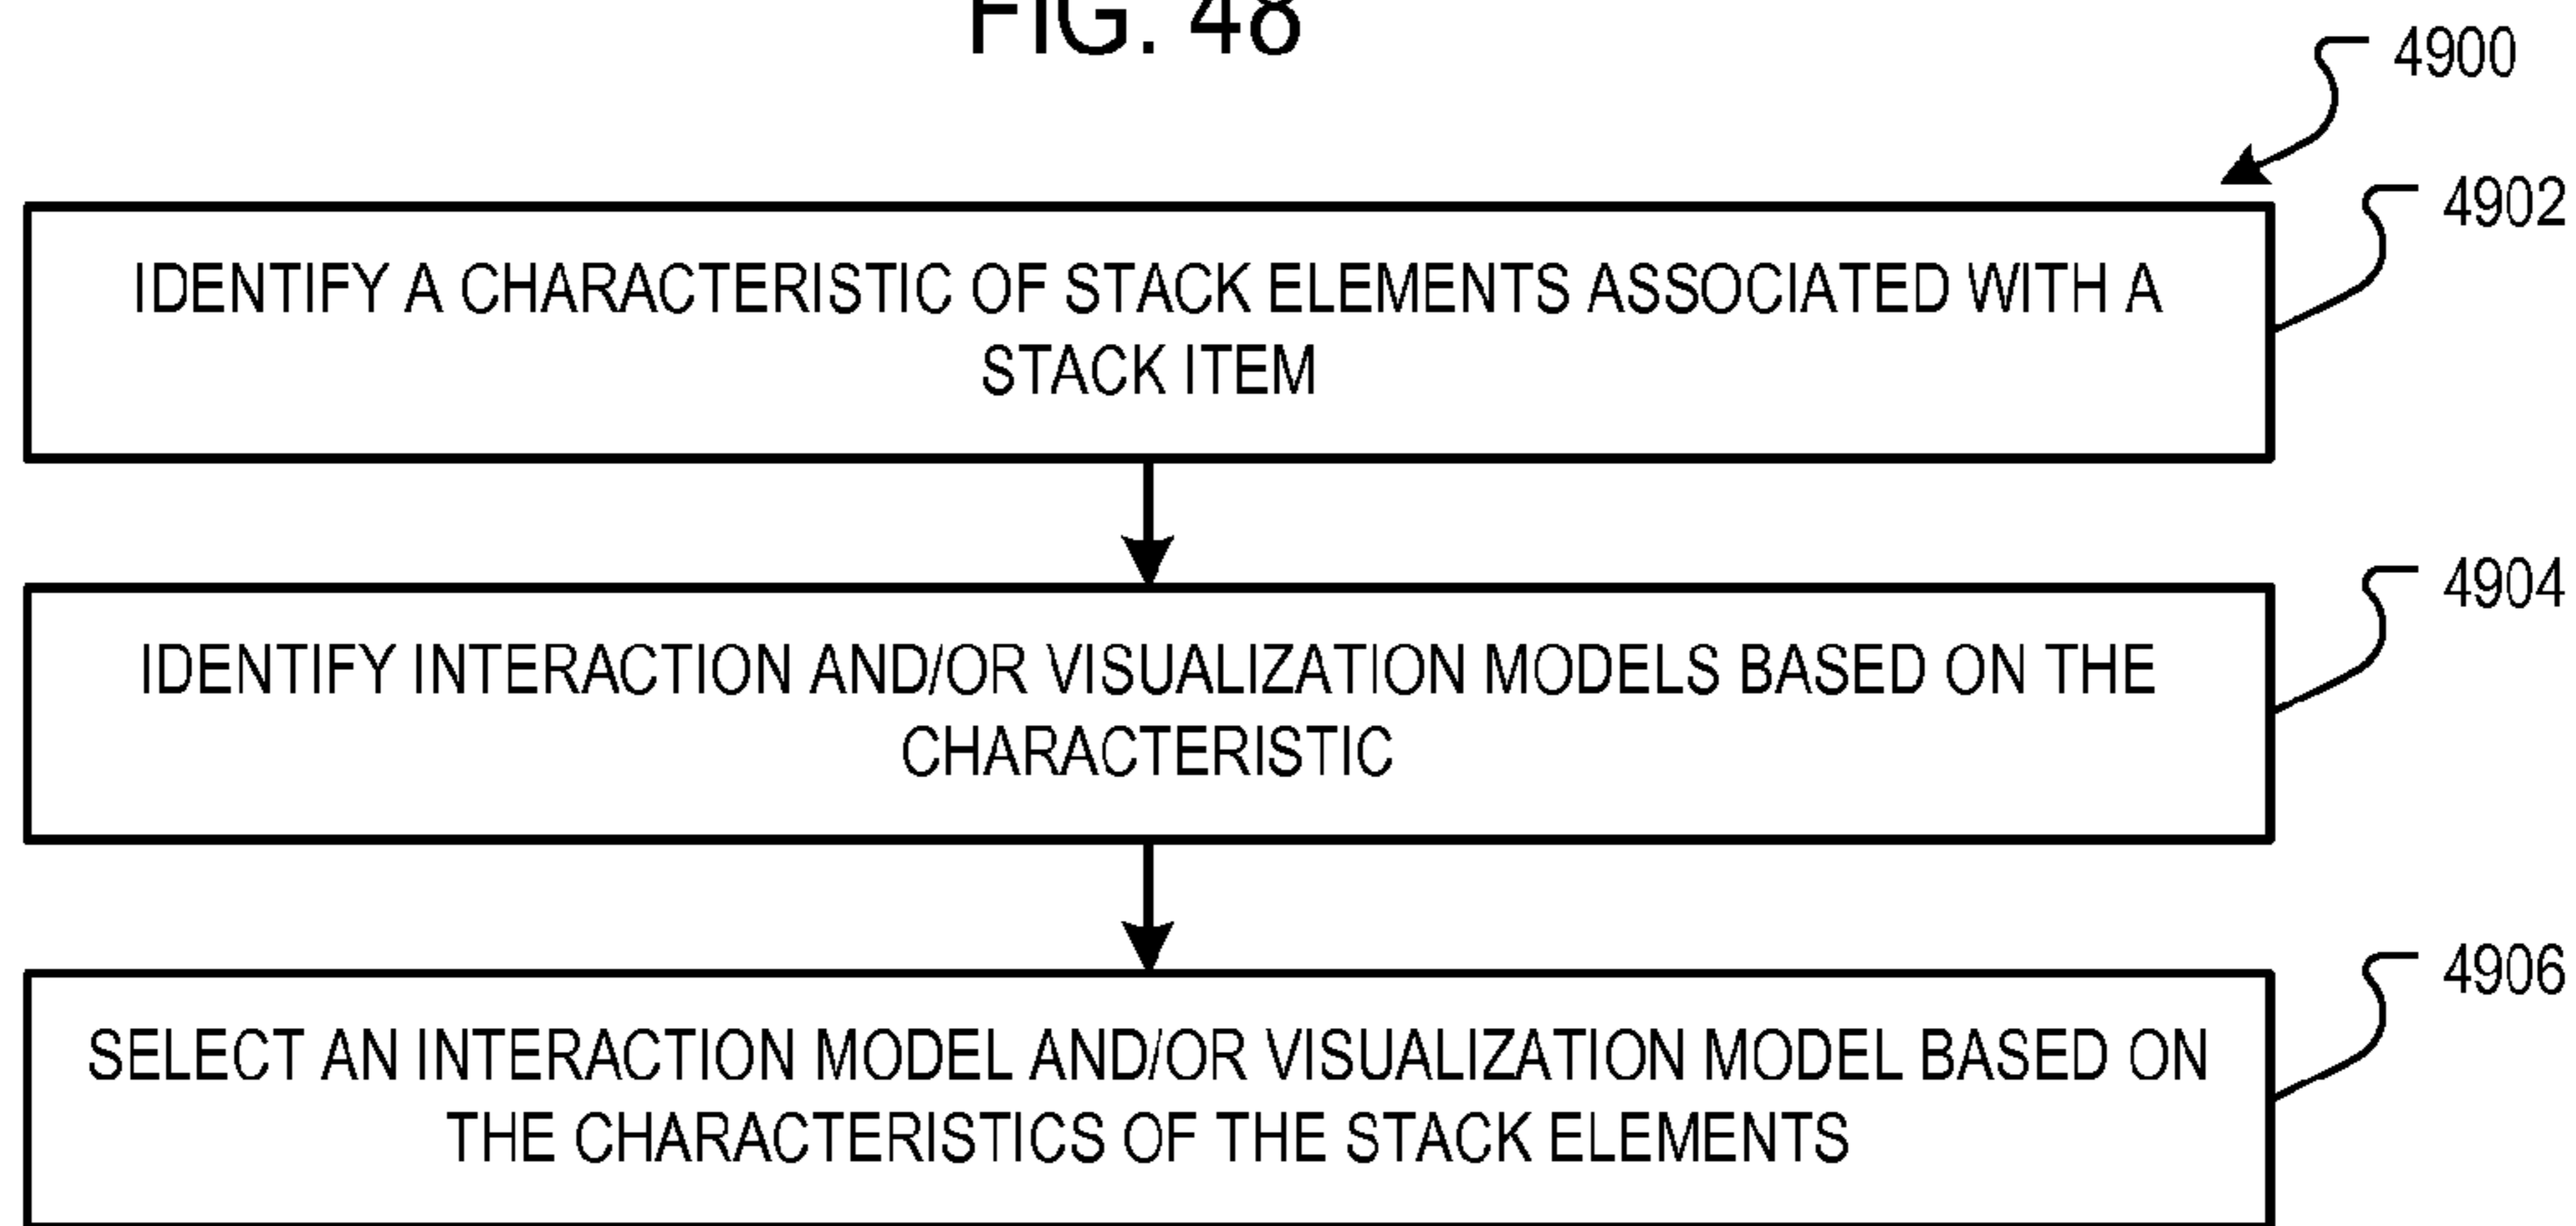 FIG. 48
4900
4902
IDENTIFY A CHARACTERISTIC OF STACK ELEMENTS ASSOCIATED WITH A
STACK ITEM
4904
IDENTIFY INTERACTION AND/OR VISUALIZATION MODELS BASED ON THE
CHARACTERISTIC
4906
SELECT AN INTERACTION MODEL AND/OR VISUALIZATION MODEL BASED ON
THE CHARACTERISTICS OF THE STACK ELEMENTS